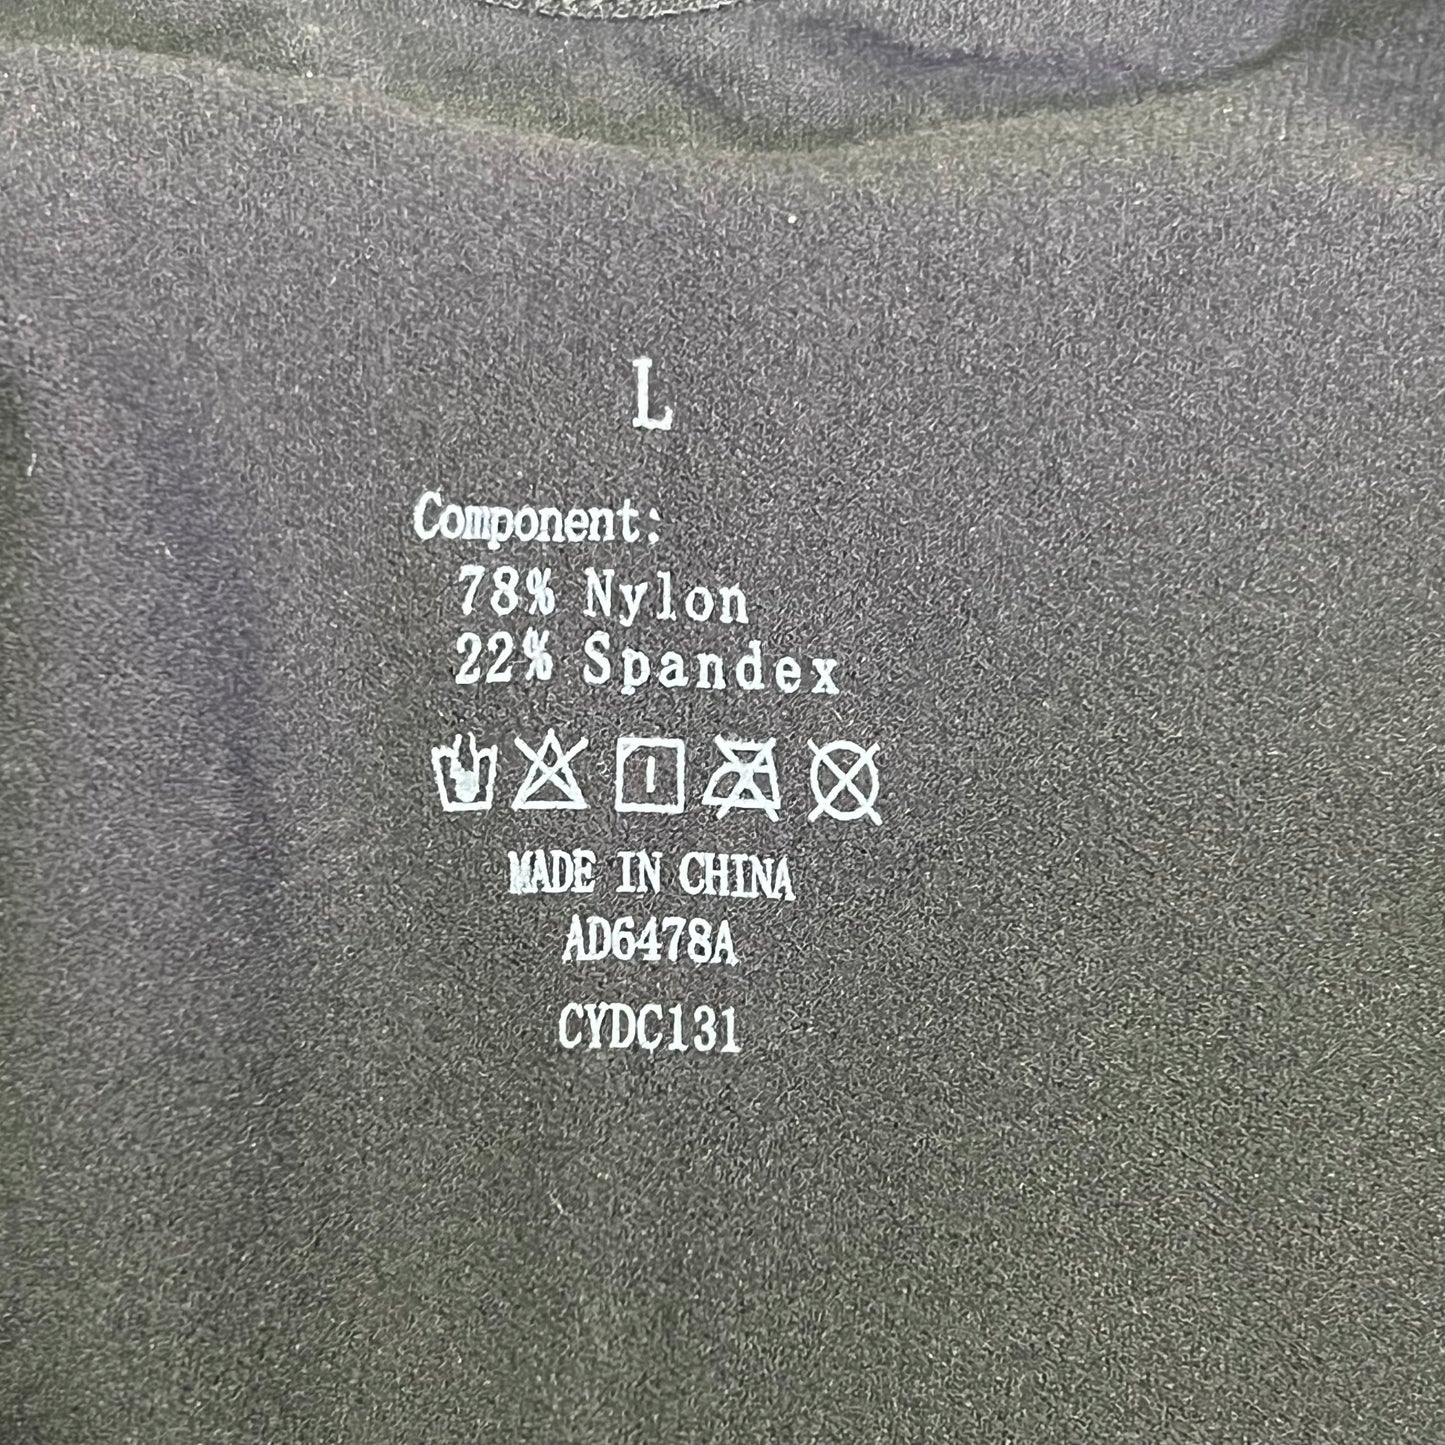 L
Component:
78% Nylon
22% Spandex
MADE IN CHINA
AD6478A
CYDC131